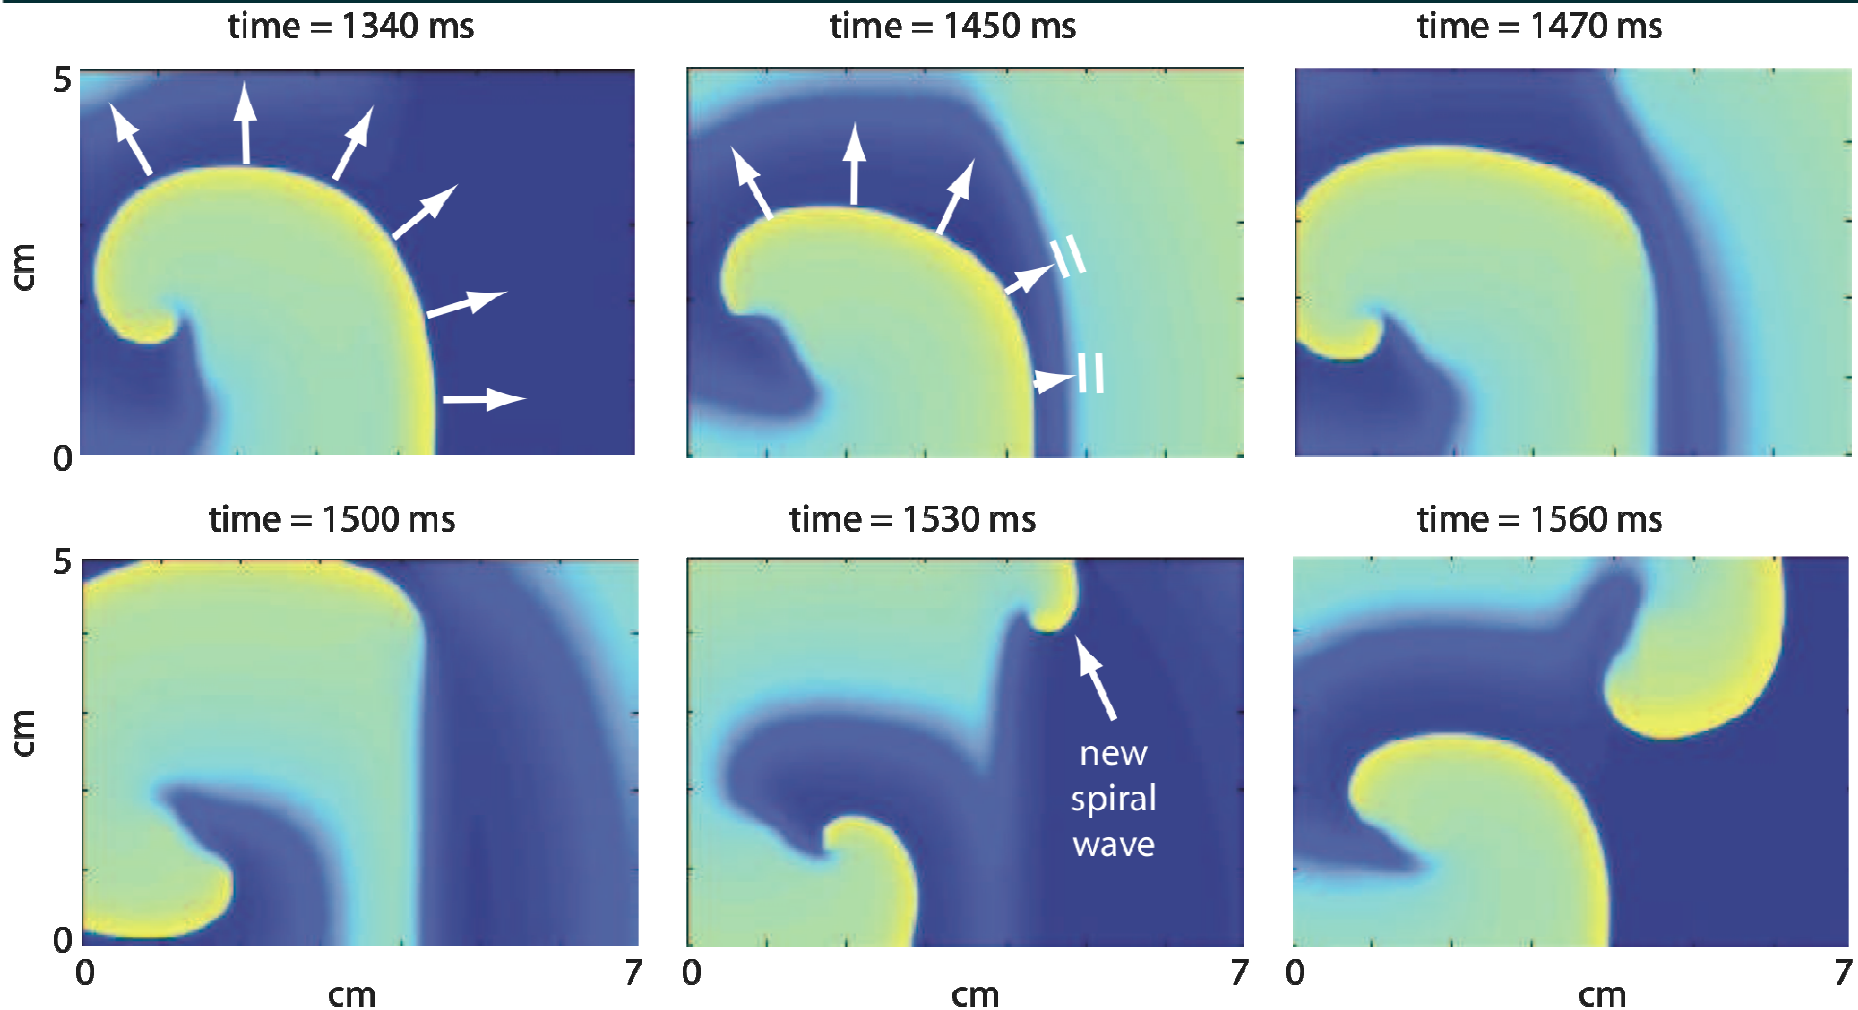 time = 1340 ms
time = 1450 ms
time = 1470 ms
5
cm
0
time = 1500 ms
time = 1530 ms
time = 1560 ms
5
cm
new
spiral
wave
0
0
7
0
7
0
7
cm
cm
cm